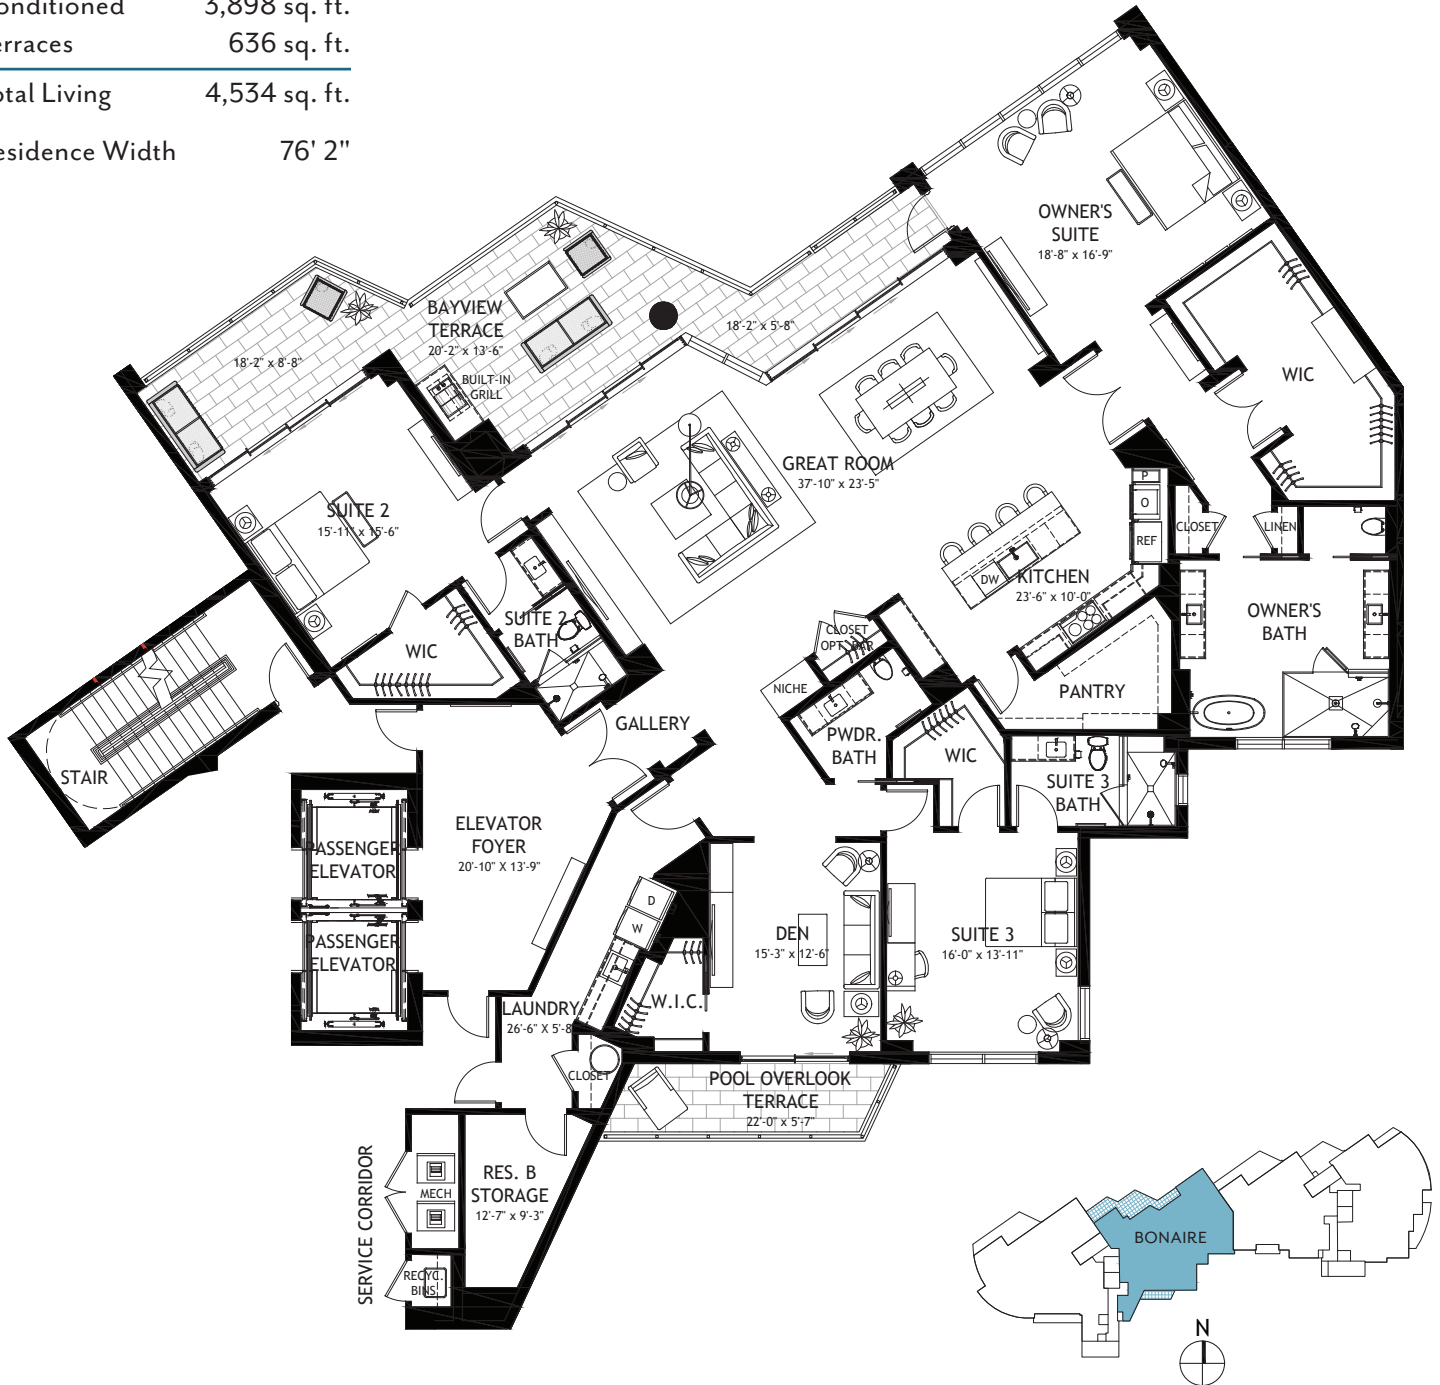 onditioned 3,898 sq. ft.
erraces 636 sq. ft.
otal Living 4,534 sq. ft.
esidence Width 76' 2"
OWNER'S
SUITE
18'-8" x 16'-9"
BAYVIEW
TERRACE
20'-2" x 13'-6"
18'-2" x 5'-8"
18'-2" x 8'-8"
BUILT-IN
GRILL
WIC
GREAT ROOM
37'-10" x 23'-5"
P
O
REF
SUITE 2
15'-11" x 15'-6"
CLOSET
LINEN
DW
KITCHEN
23'-6" x 10'-0"
OWNER'S
BATH
SUITE 2
BATH
CLOSET
OPT. BAR
WIC
NICHE
PANTRY
GALLERY
PWDR.
BATH
WIC
STAIR
SUITE 3
BATH
ELEVATOR
FOYER
20'-10" X 13'-9"
PASSENGER
ELEVATOR
D
W
DEN
15'-3" x 12'-6"
SUITE 3
16'-0" x 13'-11"
PASSENGER
ELEVATOR
W.I.C.
LAUNDRY
26'-6" X 5'-8
CLOSET
POOL OVERLOOK
TERRACE
22'-0" x 5'-7"
SERVICE CORRIDOR
MECH
RES. B
STORAGE
12'-7" x 9'-3"
RECYC.
BINS
BONAIRE
N